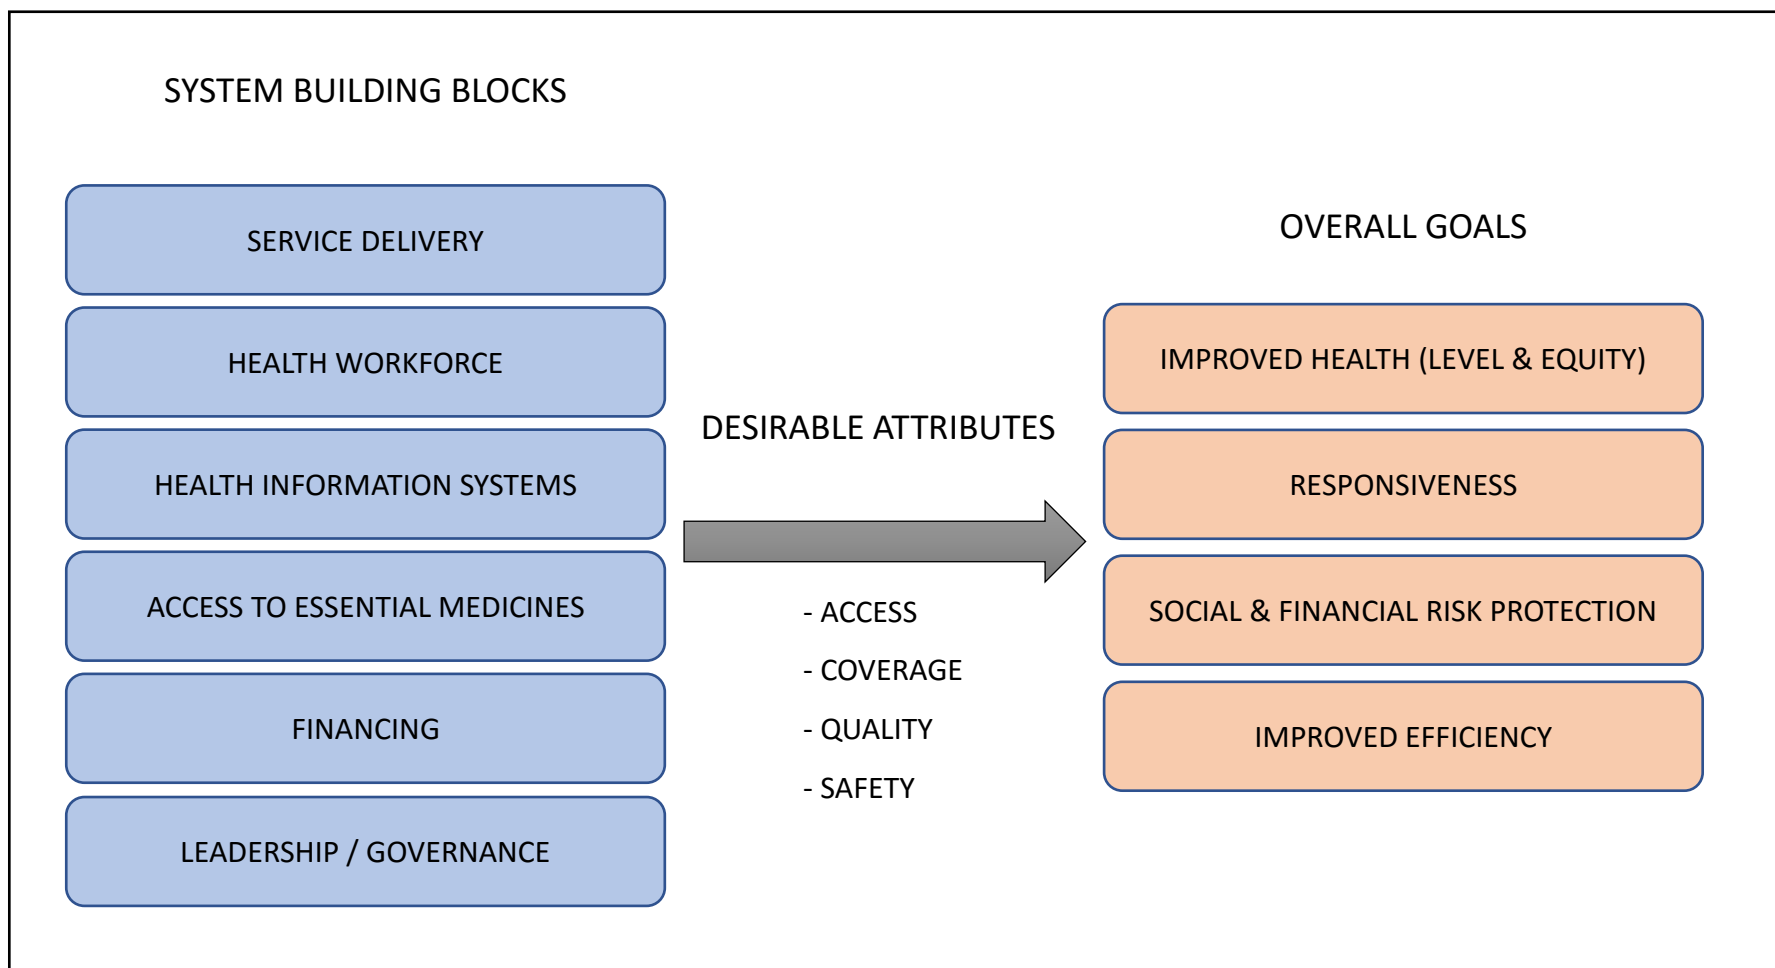 SYSTEM BUILDING BLOCKS
SERVICE DELIVERY
HEALTH WORKFORCE
HEALTH INFORMATION SYSTEMS
ACCESS TO ESSENTIAL MEDICINES
FINANCING
LEADERSHIP / GOVERNANCE
DESIRABLE ATTRIBUTES
- ACCESS
- COVERAGE
- QUALITY
- SAFETY
OVERALL GOALS
IMPROVED HEALTH (LEVEL & EQUITY)
RESPONSIVENESS
SOCIAL & FINANCIAL RISK PROTECTION
IMPROVED EFFICIENCY